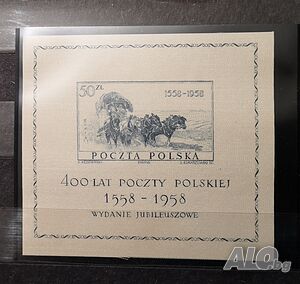 50 ZŁ
1558-1958
POCZTA POLSKA
400 LAT POCZTY POLSKIEJ
1558 - 1958
WYDANIE JUBILEUSZOWE
ALO.bg